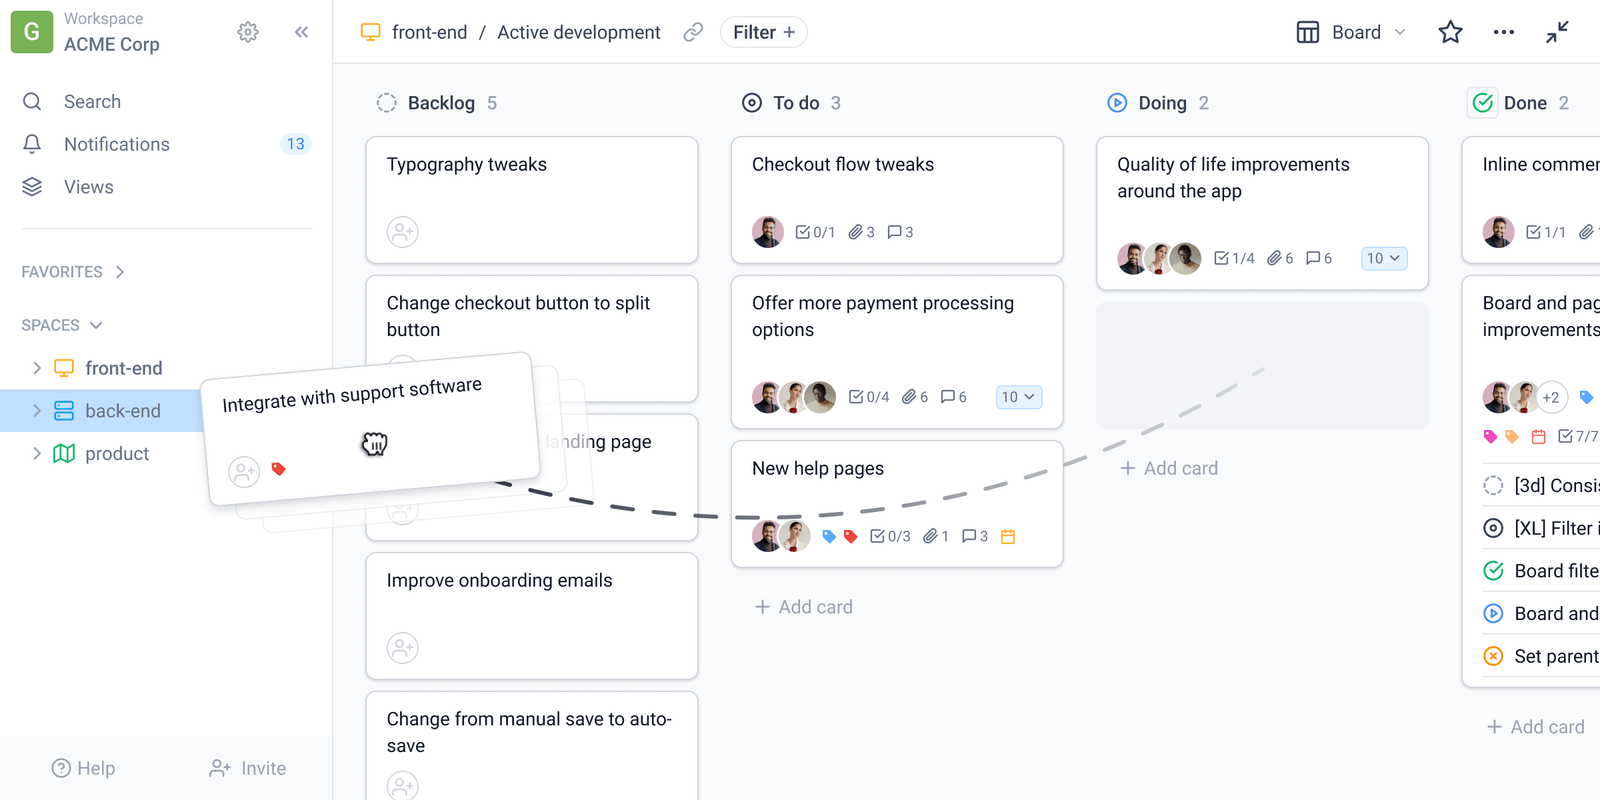 G
Workspace
ACME Corp
Search
Notifications 13
Views
FAVORITES
SPACES
front-end
back-end
product
Help
Invite
front-end / Active development
Filter +
Board
Backlog 5
Typography tweaks
Change checkout button to split
button
Integrate with support software
landing page
Improve onboarding emails
Change from manual save to auto-
save
To do 3
Checkout flow tweaks
0/1 3 3
Offer more payment processing
options
0/4 6 6 10
New help pages
0/3 1 3
+ Add card
Doing 2
Quality of life improvements
around the app
1/4 6 6 10
+ Add card
Done 2
Inline
1/1
Board and
improvements
+2
7/7
[3d]
[XL] Filter
Board
Board and
Set parent
+ Add card